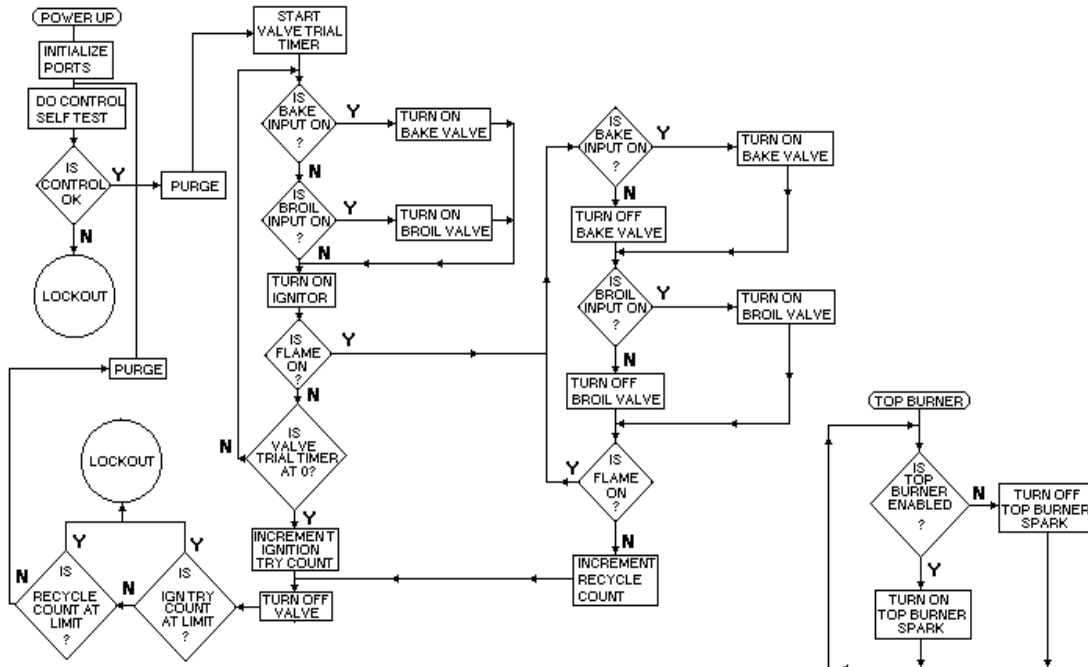 POWER UP
INITIALIZE
PORTS
DO CONTROL
SELF TEST
IS
CONTROL
OK
Y
N
LOCKOUT
PURGE
START
VALVE TRIAL
TIMER
IS
BAKE
INPUT ON
?
Y
TURN ON
BAKE VALVE
N
IS
BROIL
INPUT ON
?
Y
TURN ON
BROIL VALVE
N
TURN ON
IGNITOR
IS
FLAME
ON
?
Y
N
IS
VALVE
TRIAL TIMER
AT 0?
N
Y
INCREMENT
IGNITION
TRY COUNT
TURN OFF
VALVE
IS
IGN TRY
COUNT
AT LIMIT
?
Y
N
IS
RECYCLE
COUNT AT
LIMIT
?
Y
N
LOCKOUT
PURGE
IS
BAKE
INPUT ON
?
Y
TURN ON
BAKE VALVE
N
TURN OFF
BAKE VALVE
IS
BROIL
INPUT ON
?
Y
TURN ON
BROIL VALVE
N
TURN OFF
BROIL VALVE
IS
FLAME
ON
?
Y
N
INCREMENT
RECYCLE
COUNT
TOP BURNER
IS
TOP
BURNER
ENABLED
?
N
TURN OFF
TOP BURNER
SPARK
Y
TURN ON
TOP BURNER
SPARK